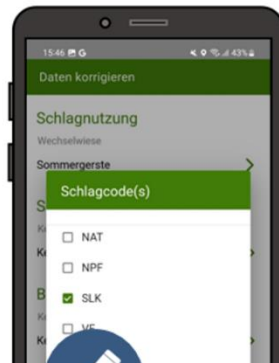 15:46 G 43%
Daten korrigieren
Schlagnutzung
Wechselwiese
Sommergerste
Schlagcode(s)
NAT
NPF
SLK